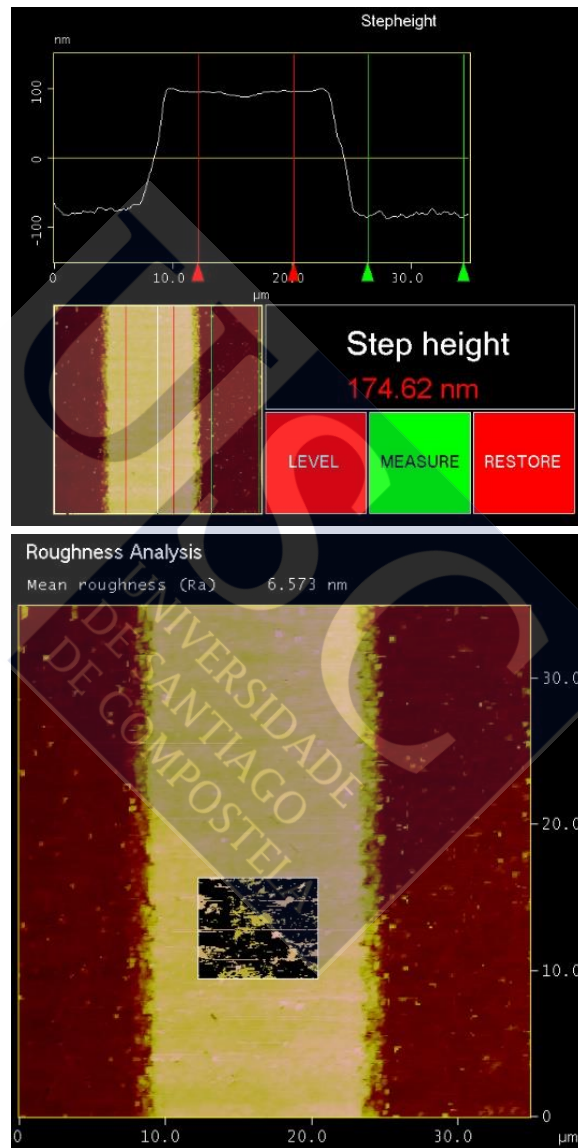 Stepheight
nm
100
0
-100
0 10.0 20.0 30.0
µm
Step height
174.62 nm
LEVEL MEASURE RESTORE
Roughness Analysis
Mean roughness (Ra) 6.573 nm
USC
UNIVERSIDADE
DE SANTIAGO
DE COMPOSTELA
30.0
20.0
10.0
0
0 10.0 20.0 30.0 µm